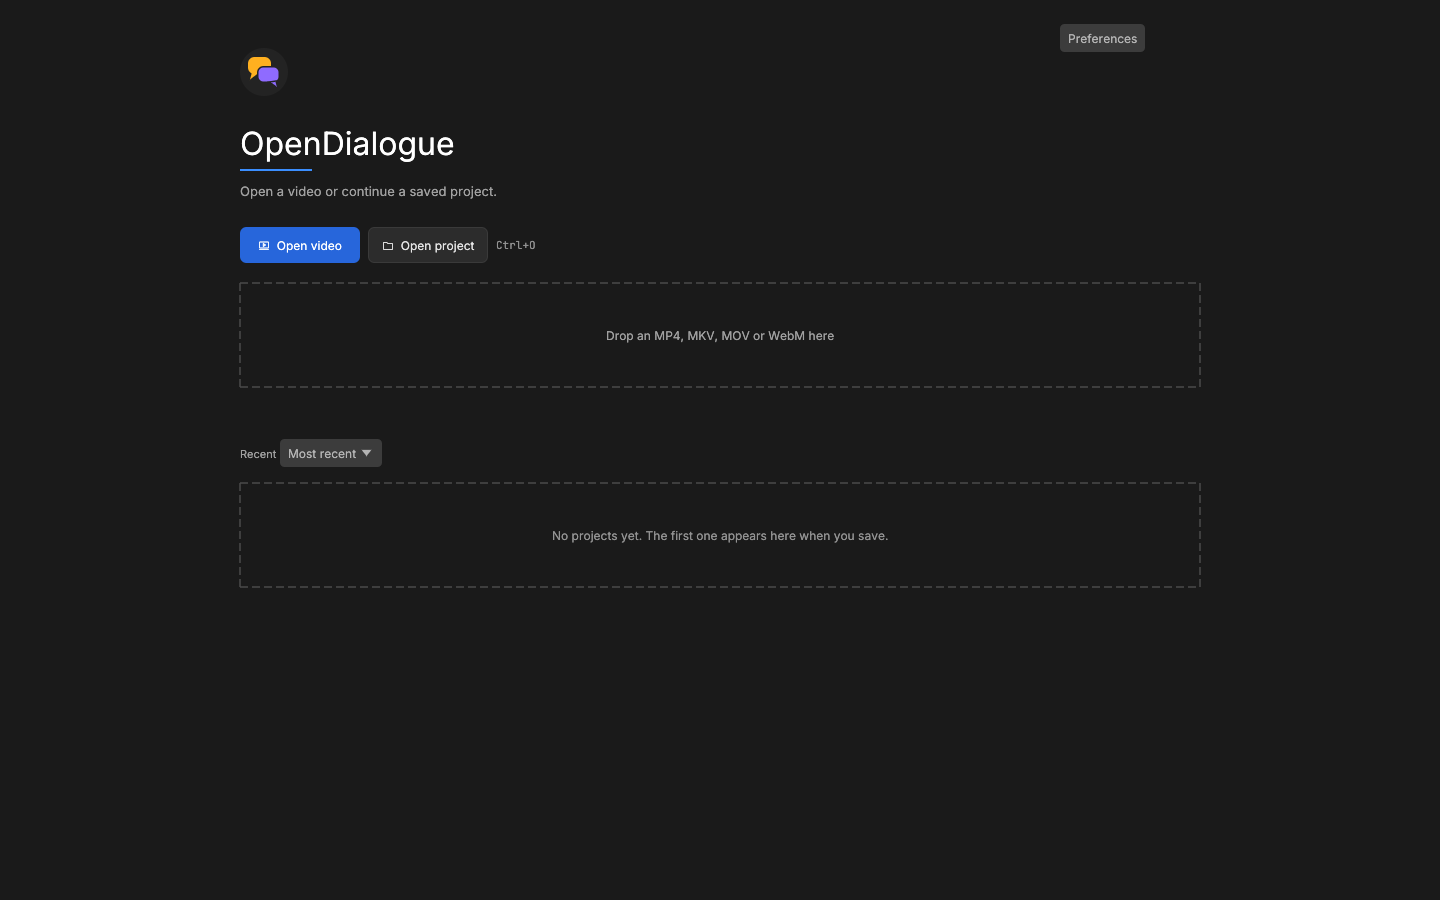 Preferences
OpenDialogue
Open a video or continue a saved project.
Open video
Open project
Ctrl+O
Drop an MP4, MKV, MOV or WebM here
Recent
Most recent
No projects yet. The first one appears here when you save.